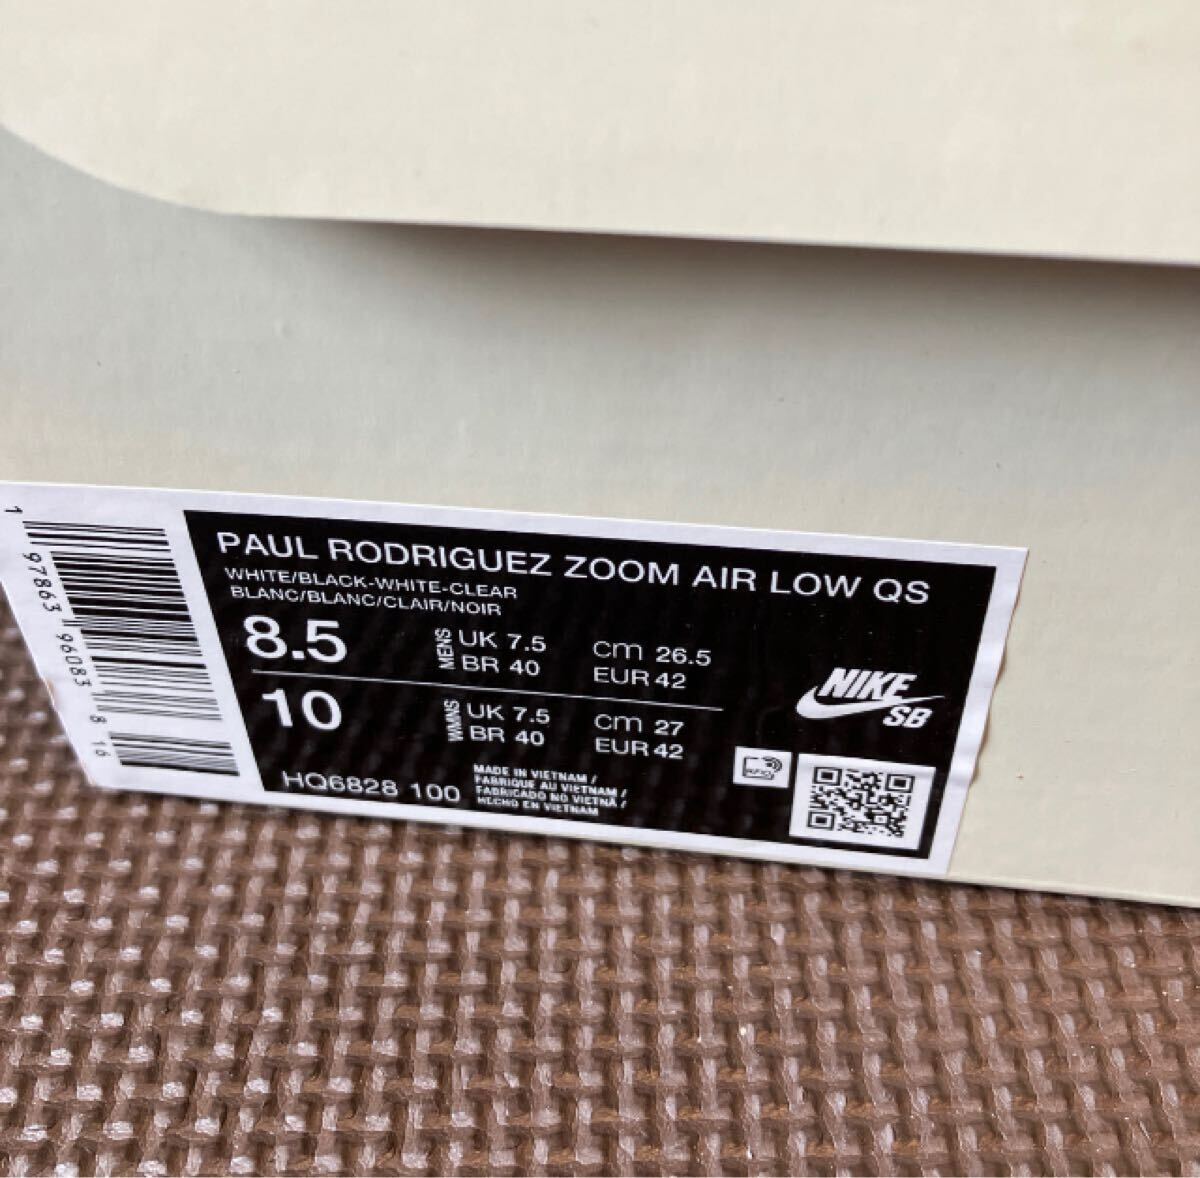 PAUL RODRIGUEZ ZOOM AIR LOW QS
WHITE/BLACK-WHITE-CLEAR
BLANC/BLANC/CLAIR/NOIR
8.5 MENS UK 7.5 cm 26.5
BR 40 EUR 42
10 WMNS UK 7.5 cm 27
BR 40 EUR 42
HQ6828 100
MADE IN VIETNAM /
FABRIQUE AU VIETNAM /
FABRICADO NO VIETNÃ /
HECHO EN VIETNAM
NIKE
SB
1 97863 96083 8 16